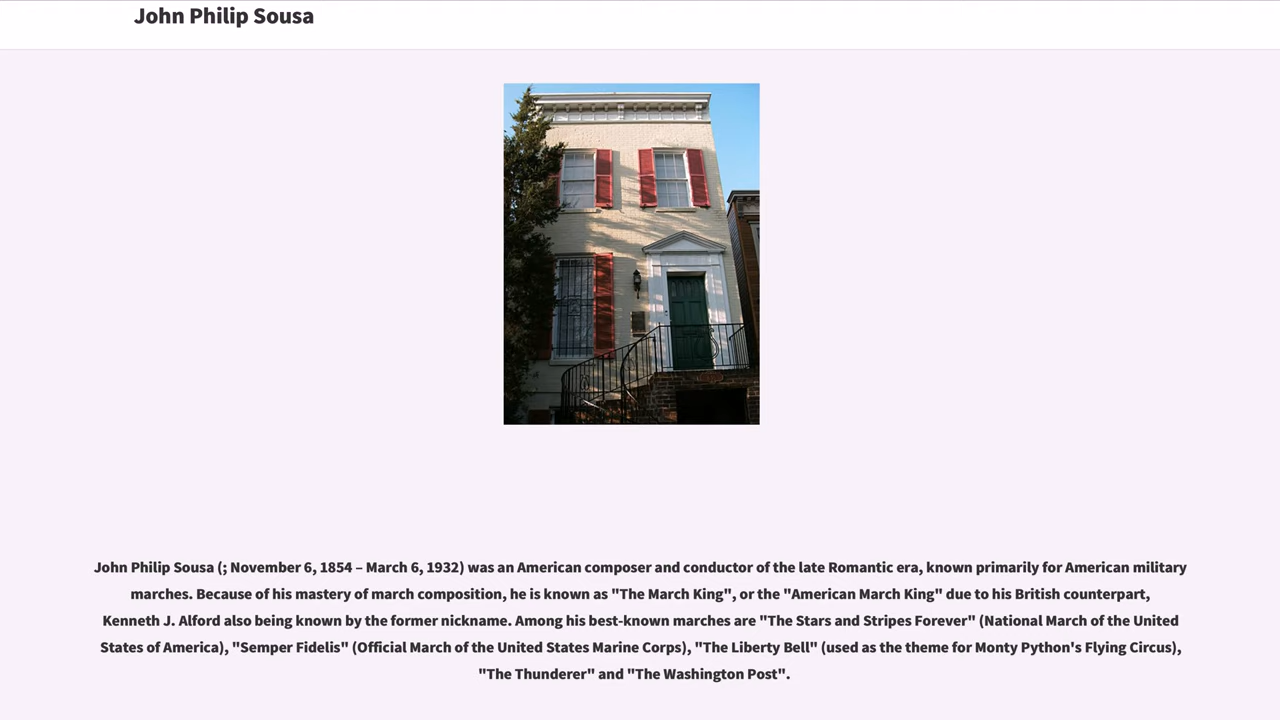 John Philip Sousa
John Philip Sousa (; November 6, 1854 – March 6, 1932) was an American composer and conductor of the late Romantic era, known primarily for American military
marches. Because of his mastery of march composition, he is known as "The March King", or the "American March King" due to his British counterpart,
Kenneth J. Alford also being known by the former nickname. Among his best-known marches are "The Stars and Stripes Forever" (National March of the United
States of America), "Semper Fidelis" (Official March of the United States Marine Corps), "The Liberty Bell" (used as the theme for Monty Python's Flying Circus),
"The Thunderer" and "The Washington Post".